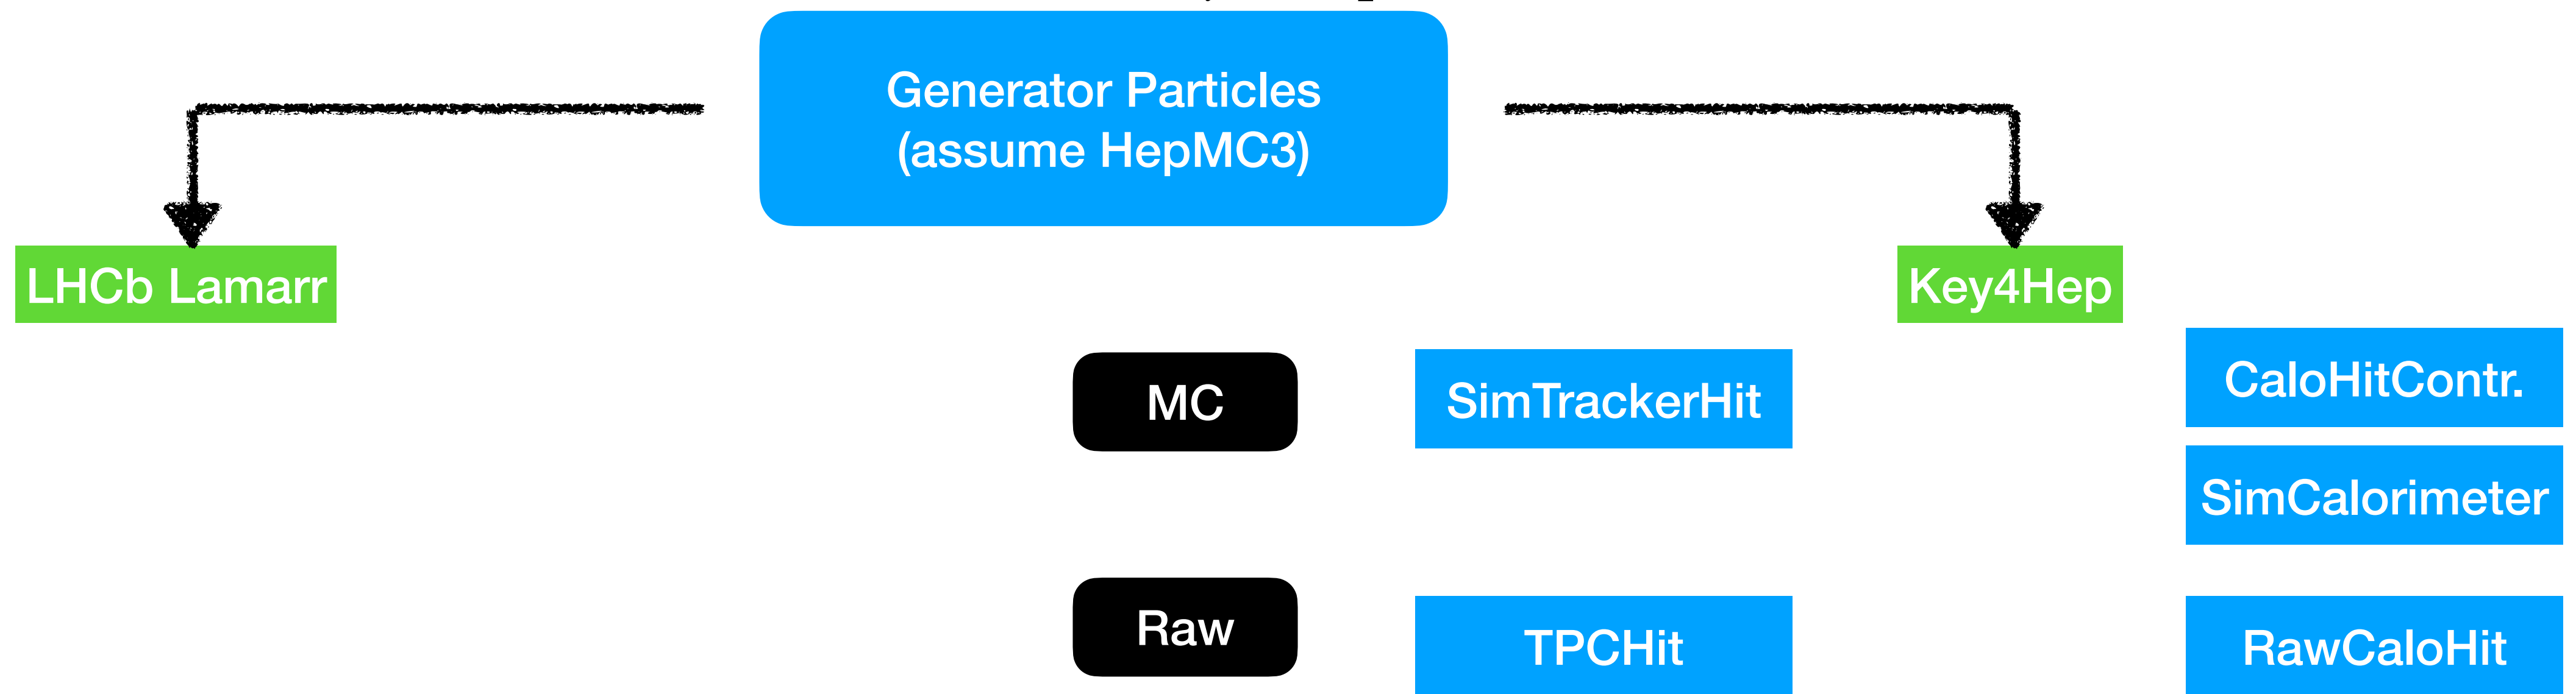 Generator Particles
(assume HepMC3)
LHCb Lamarr
Key4Hep
MC
SimTrackerHit
CaloHitContr.
SimCalorimeter
Raw
TPCHit
RawCaloHit